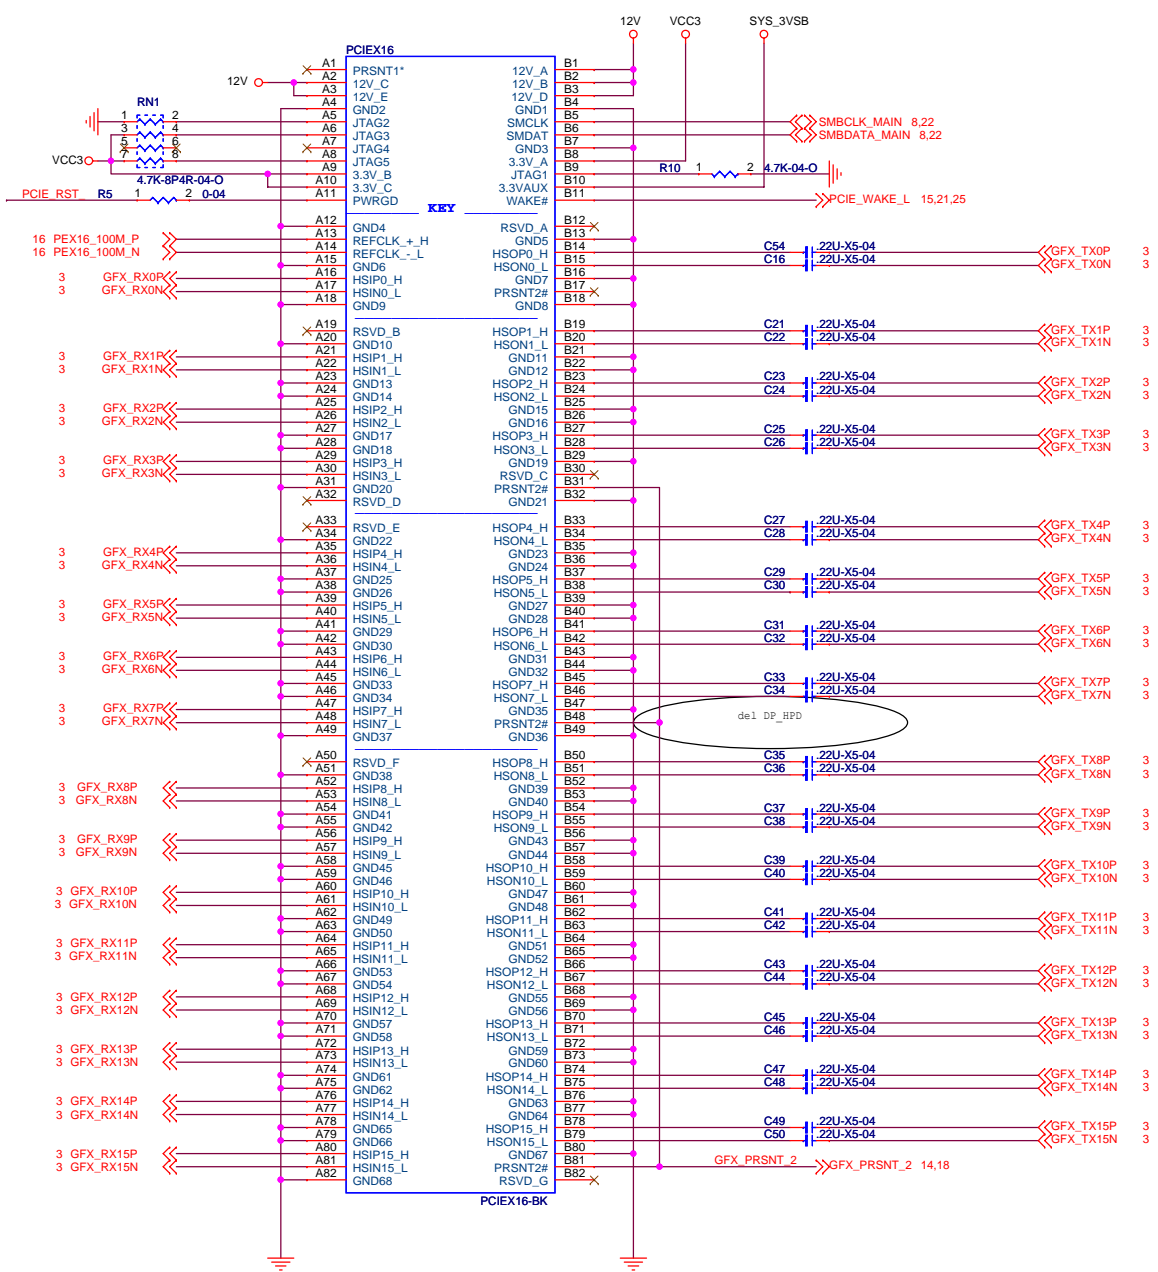 12V VCC3 SYS_3VSB
PCIEX16
12V
RN1
1 2
3 4
5 6
7 8
VCC3
4.7K-8P4R-04-O
PCIE_RST_ R5 1 2 0-04
A1 PRSNT1* 12V_A B1
A2 12V_C 12V_B B2
A3 12V_E 12V_D B3
A4 GND2 GND1 B4
A5 JTAG2 SMCLK B5 SMBCLK_MAIN 8,22
A6 JTAG3 SMDAT B6 SMBDATA_MAIN 8,22
A7 JTAG4 GND3 B7
A8 JTAG5 3.3V_A B8
A9 3.3V_B JTAG1 B9 R10 1 2 4.7K-04-O
A10 3.3V_C 3.3VAUX B10
A11 PWRGD WAKE# B11 PCIE_WAKE_L 15,21,25
KEY
A12 GND4 RSVD_A B12
16 PEX16_100M_P A13 REFCLK_+_H GND5 B13
16 PEX16_100M_N A14 REFCLK_-_L HSOP0_H B14 C54 .22U-X5-04 GFX_TX0P 3
A15 GND6 HSON0_L B15 C16 .22U-X5-04 GFX_TX0N 3
3 GFX_RX0P A16 HSIP0_H GND7 B16
3 GFX_RX0N A17 HSIN0_L PRSNT2# B17
A18 GND9 GND8 B18
A19 RSVD_B HSOP1_H B19 C21 .22U-X5-04 GFX_TX1P 3
A20 GND10 HSON1_L B20 C22 .22U-X5-04 GFX_TX1N 3
3 GFX_RX1P A21 HSIP1_H GND11 B21
3 GFX_RX1N A22 HSIN1_L GND12 B22
A23 GND13 HSOP2_H B23 C23 .22U-X5-04 GFX_TX2P 3
A24 GND14 HSON2_L B24 C24 .22U-X5-04 GFX_TX2N 3
3 GFX_RX2P A25 HSIP2_H GND15 B25
3 GFX_RX2N A26 HSIN2_L GND16 B26
A27 GND17 HSOP3_H B27 C25 .22U-X5-04 GFX_TX3P 3
A28 GND18 HSON3_L B28 C26 .22U-X5-04 GFX_TX3N 3
3 GFX_RX3P A29 HSIP3_H GND19 B29
3 GFX_RX3N A30 HSIN3_L RSVD_C B30
A31 GND20 PRSNT2# B31
A32 RSVD_D GND21 B32
A33 RSVD_E HSOP4_H B33 C27 .22U-X5-04 GFX_TX4P 3
A34 GND22 HSON4_L B34 C28 .22U-X5-04 GFX_TX4N 3
3 GFX_RX4P A35 HSIP4_H GND23 B35
3 GFX_RX4N A36 HSIN4_L GND24 B36
A37 GND25 HSOP5_H B37 C29 .22U-X5-04 GFX_TX5P 3
A38 GND26 HSON5_L B38 C30 .22U-X5-04 GFX_TX5N 3
3 GFX_RX5P A39 HSIP5_H GND27 B39
3 GFX_RX5N A40 HSIN5_L GND28 B40
A41 GND29 HSOP6_H B41 C31 .22U-X5-04 GFX_TX6P 3
A42 GND30 HSON6_L B42 C32 .22U-X5-04 GFX_TX6N 3
3 GFX_RX6P A43 HSIP6_H GND31 B43
3 GFX_RX6N A44 HSIN6_L GND32 B44
A45 GND33 HSOP7_H B45 C33 .22U-X5-04 GFX_TX7P 3
A46 GND34 HSON7_L B46 C34 .22U-X5-04 GFX_TX7N 3
3 GFX_RX7P A47 HSIP7_H GND35 B47
3 GFX_RX7N A48 HSIN7_L PRSNT2# B48 del DP_HPD
A49 GND37 GND36 B49
A50 RSVD_F HSOP8_H B50 C35 .22U-X5-04 GFX_TX8P 3
A51 GND38 HSON8_L B51 C36 .22U-X5-04 GFX_TX8N 3
3 GFX_RX8P A52 HSIP8_H GND39 B52
3 GFX_RX8N A53 HSIN8_L GND40 B53
A54 GND41 HSOP9_H B54 C37 .22U-X5-04 GFX_TX9P 3
A55 GND42 HSON9_L B55 C38 .22U-X5-04 GFX_TX9N 3
3 GFX_RX9P A56 HSIP9_H GND43 B56
3 GFX_RX9N A57 HSIN9_L GND44 B57
A58 GND45 HSOP10_H B58 C39 .22U-X5-04 GFX_TX10P 3
A59 GND46 HSON10_L B59 C40 .22U-X5-04 GFX_TX10N 3
3 GFX_RX10P A60 HSIP10_H GND47 B60
3 GFX_RX10N A61 HSIN10_L GND48 B61
A62 GND49 HSOP11_H B62 C41 .22U-X5-04 GFX_TX11P 3
A63 GND50 HSON11_L B63 C42 .22U-X5-04 GFX_TX11N 3
3 GFX_RX11P A64 HSIP11_H GND51 B64
3 GFX_RX11N A65 HSIN11_L GND52 B65
A66 GND53 HSOP12_H B66 C43 .22U-X5-04 GFX_TX12P 3
A67 GND54 HSON12_L B67 C44 .22U-X5-04 GFX_TX12N 3
3 GFX_RX12P A68 HSIP12_H GND55 B68
3 GFX_RX12N A69 HSIN12_L GND56 B69
A70 GND57 HSOP13_H B70 C45 .22U-X5-04 GFX_TX13P 3
A71 GND58 HSON13_L B71 C46 .22U-X5-04 GFX_TX13N 3
3 GFX_RX13P A72 HSIP13_H GND59 B72
3 GFX_RX13N A73 HSIN13_L GND60 B73
A74 GND61 HSOP14_H B74 C47 .22U-X5-04 GFX_TX14P 3
A75 GND62 HSON14_L B75 C48 .22U-X5-04 GFX_TX14N 3
3 GFX_RX14P A76 HSIP14_H GND63 B76
3 GFX_RX14N A77 HSIN14_L GND64 B77
A78 GND65 HSOP15_H B78 C49 .22U-X5-04 GFX_TX15P 3
A79 GND66 HSON15_L B79 C50 .22U-X5-04 GFX_TX15N 3
3 GFX_RX15P A80 HSIP15_H GND67 B80
3 GFX_RX15N A81 HSIN15_L PRSNT2# B81 GFX_PRSNT_2 GFX_PRSNT_2 14,18
A82 GND68 RSVD_G B82
PCIEX16-BK